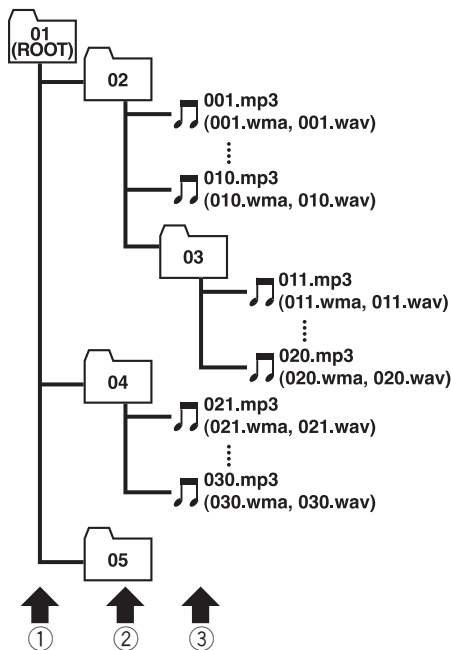 01
(ROOT)
02
001.mp3
(001.wma, 001.wav)
010.mp3
(010.wma, 010.wav)
03
011.mp3
(011.wma, 011.wav)
020.mp3
(020.wma, 020.wav)
04
021.mp3
(021.wma, 021.wav)
030.mp3
(030.wma, 030.wav)
05
① ② ③